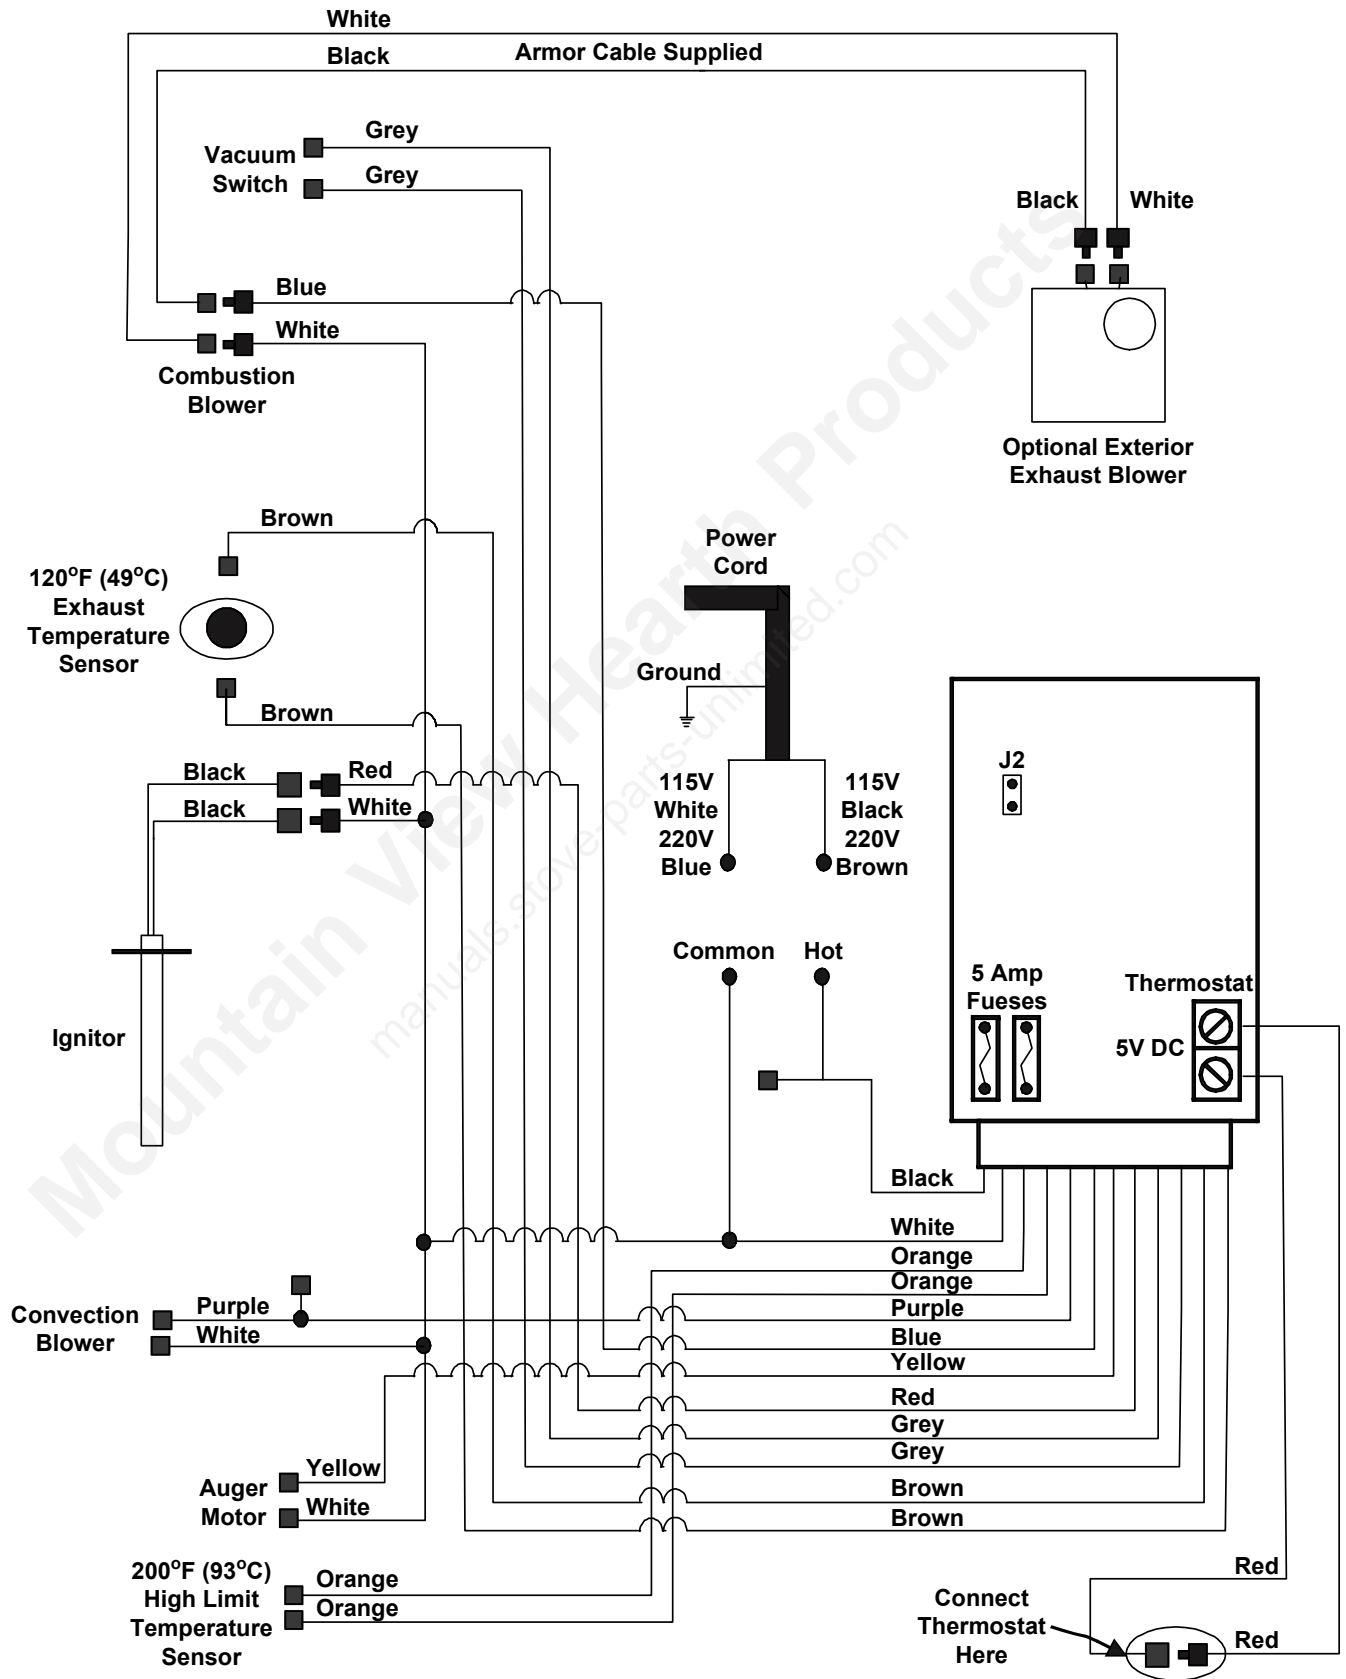 White
Armor Cable Supplied
Black
Grey
Vacuum
Switch
Grey
Black
White
Blue
White
Combustion
Blower
Optional Exterior
Exhaust Blower
Brown
120°F (49°C)
Exhaust
Temperature
Sensor
Brown
Power
Cord
Ground
115V
White
220V
Blue
115V
Black
220V
Brown
Black
Red
Black
White
Ignitor
Common
Hot
J2
5 Amp
Fueses
Thermostat
5V DC
Black
White
Orange
Orange
Purple
Blue
Yellow
Red
Grey
Grey
Brown
Brown
Convection
Blower
Purple
White
Auger
Motor
Yellow
White
200°F (93°C)
High Limit
Temperature
Sensor
Orange
Orange
Red
Connect
Thermostat
Here
Red
Mountain View Hearth Products
manuals.stove-parts-unlimited.com